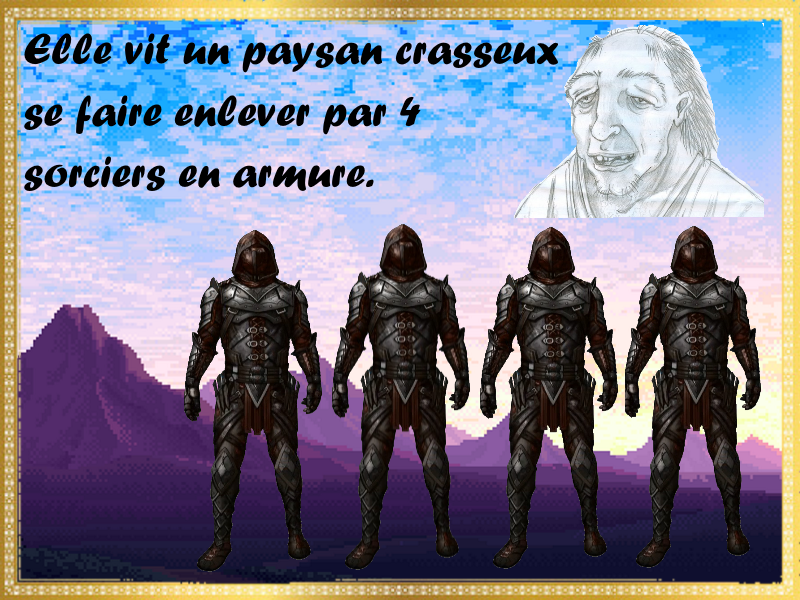 Elle vit un paysan crasseux
se faire enlever par 4
sorciers en armure.